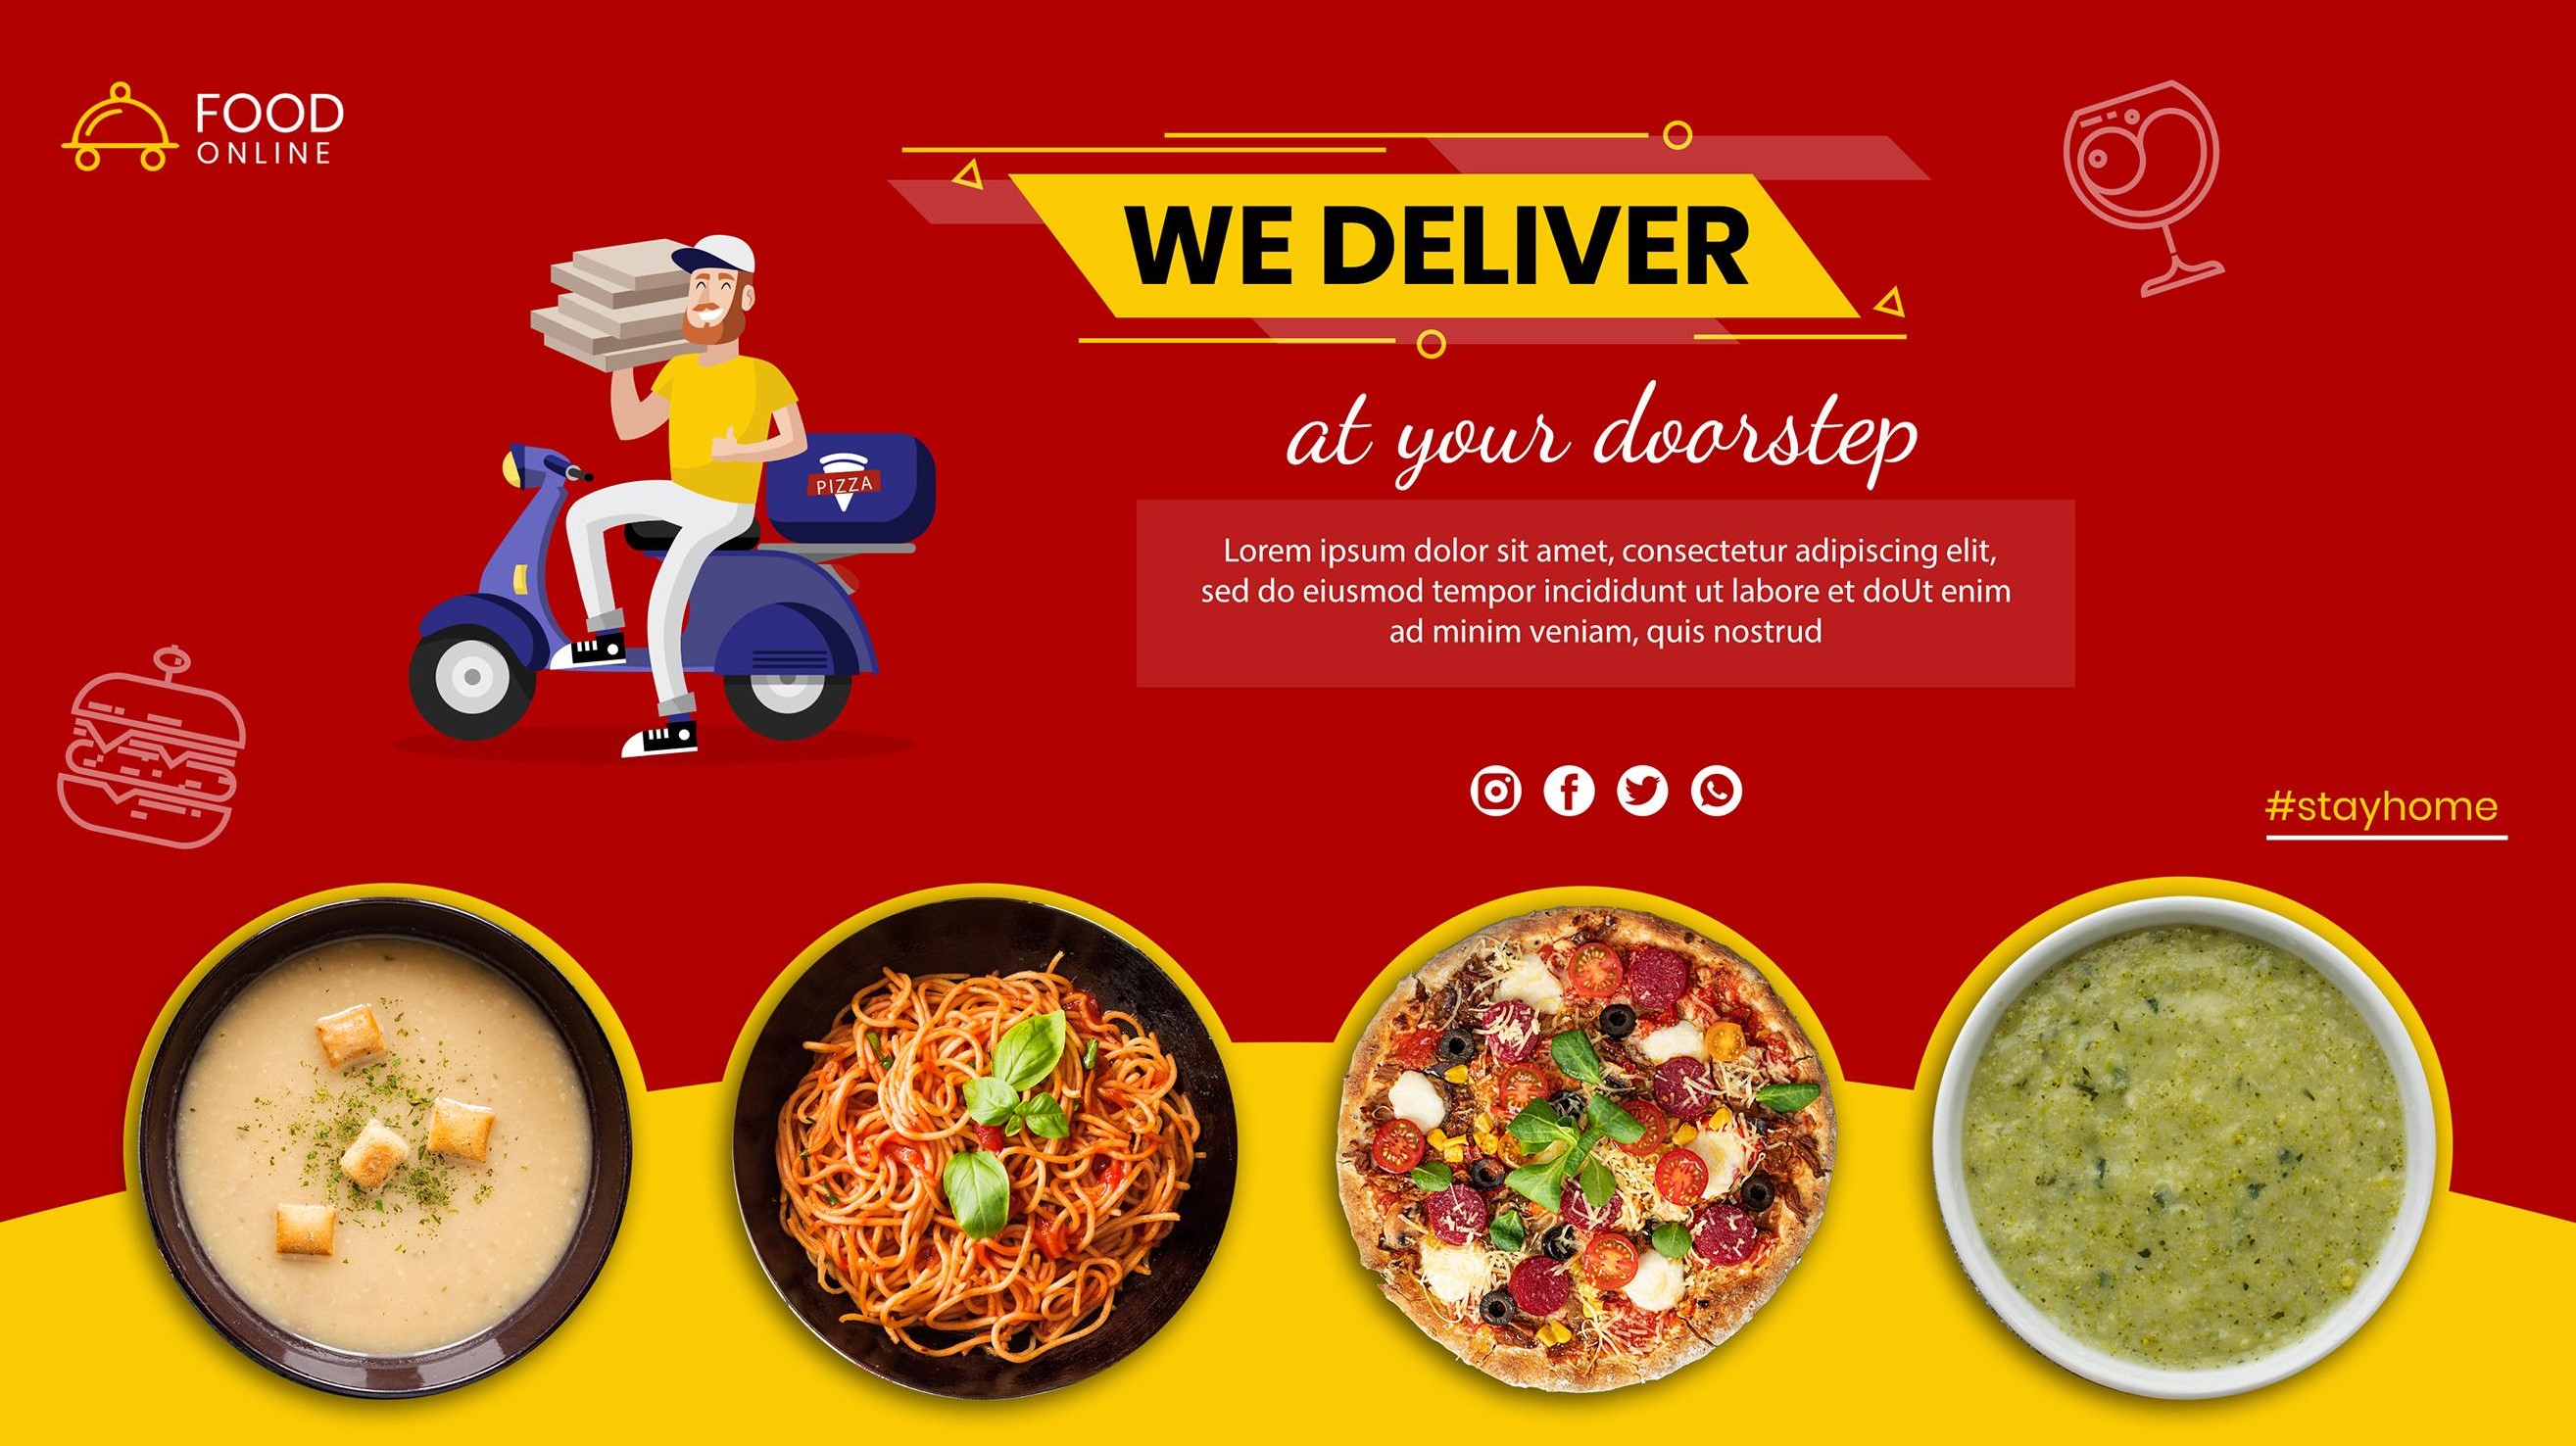 FOOD
ONLINE
WE DELIVER
at your doorstep
PIZZA
Lorem ipsum dolor sit amet, consectetur adipiscing elit,
sed do eiusmod tempor incididunt ut labore et doUt enim
ad minim veniam, quis nostrud
#stayhome